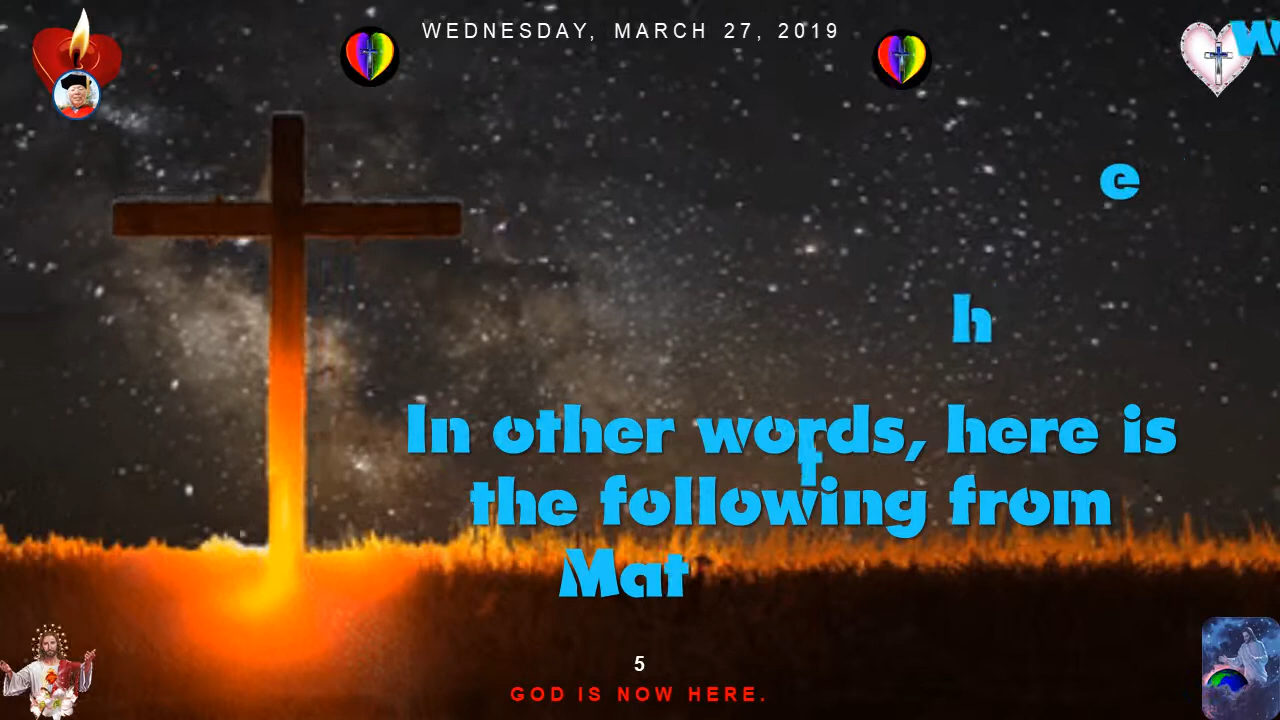 WEDNESDAY, MARCH 27, 2019
w
e
h
In other words, here is
t
the following from
Mat
5
GOD IS NOW HERE.